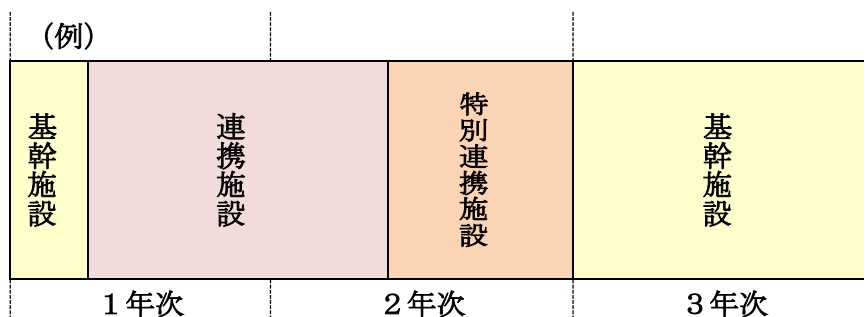 （例）
基幹施設
連携施設
特別連携施設
基幹施設
１年次
２年次
３年次